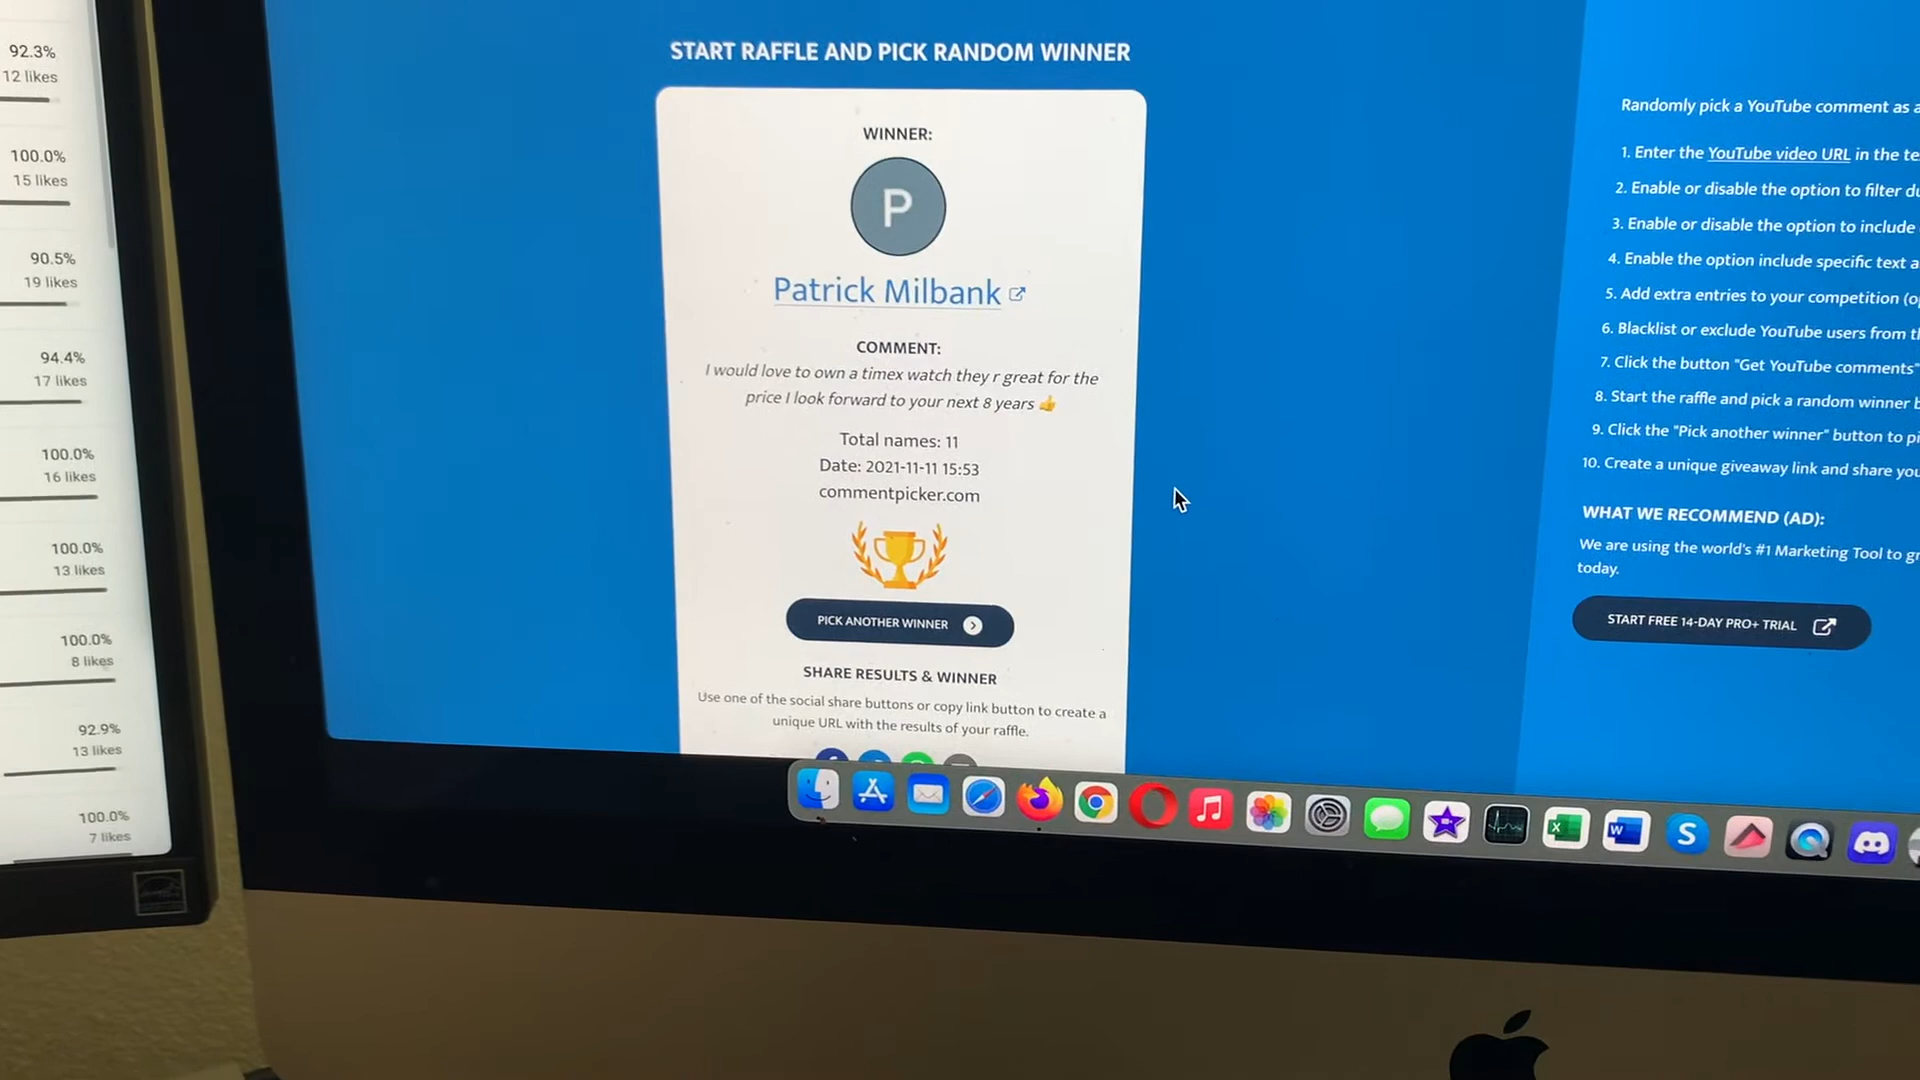 92.3%
12 likes
100.0%
15 likes
90.5%
19 likes
94.4%
17 likes
100.0%
16 likes
100.0%
13 likes
100.0%
8 likes
92.9%
13 likes
100.0%
7 likes
START RAFFLE AND PICK RANDOM WINNER
WINNER:
P
Patrick Milbank
COMMENT:
I would love to own a timex watch they r great for the
price I look forward to your next 8 years 👍
Total names: 11
Date: 2021-11-11 15:53
commentpicker.com
PICK ANOTHER WINNER
SHARE RESULTS & WINNER
Use one of the social share buttons or copy link button to create a
unique URL with the results of your raffle.
Randomly pick a YouTube comment as a
1. Enter the YouTube video URL in the te
2. Enable or disable the option to filter du
3. Enable or disable the option to include
4. Enable the option include specific text a
5. Add extra entries to your competition (op
6. Blacklist or exclude YouTube users from th
7. Click the button "Get YouTube comments"
8. Start the raffle and pick a random winner b
9. Click the "Pick another winner" button to pi
10. Create a unique giveaway link and share you
WHAT WE RECOMMEND (AD):
We are using the world's #1 Marketing Tool to gr
today.
START FREE 14-DAY PRO+ TRIAL
X
W
S